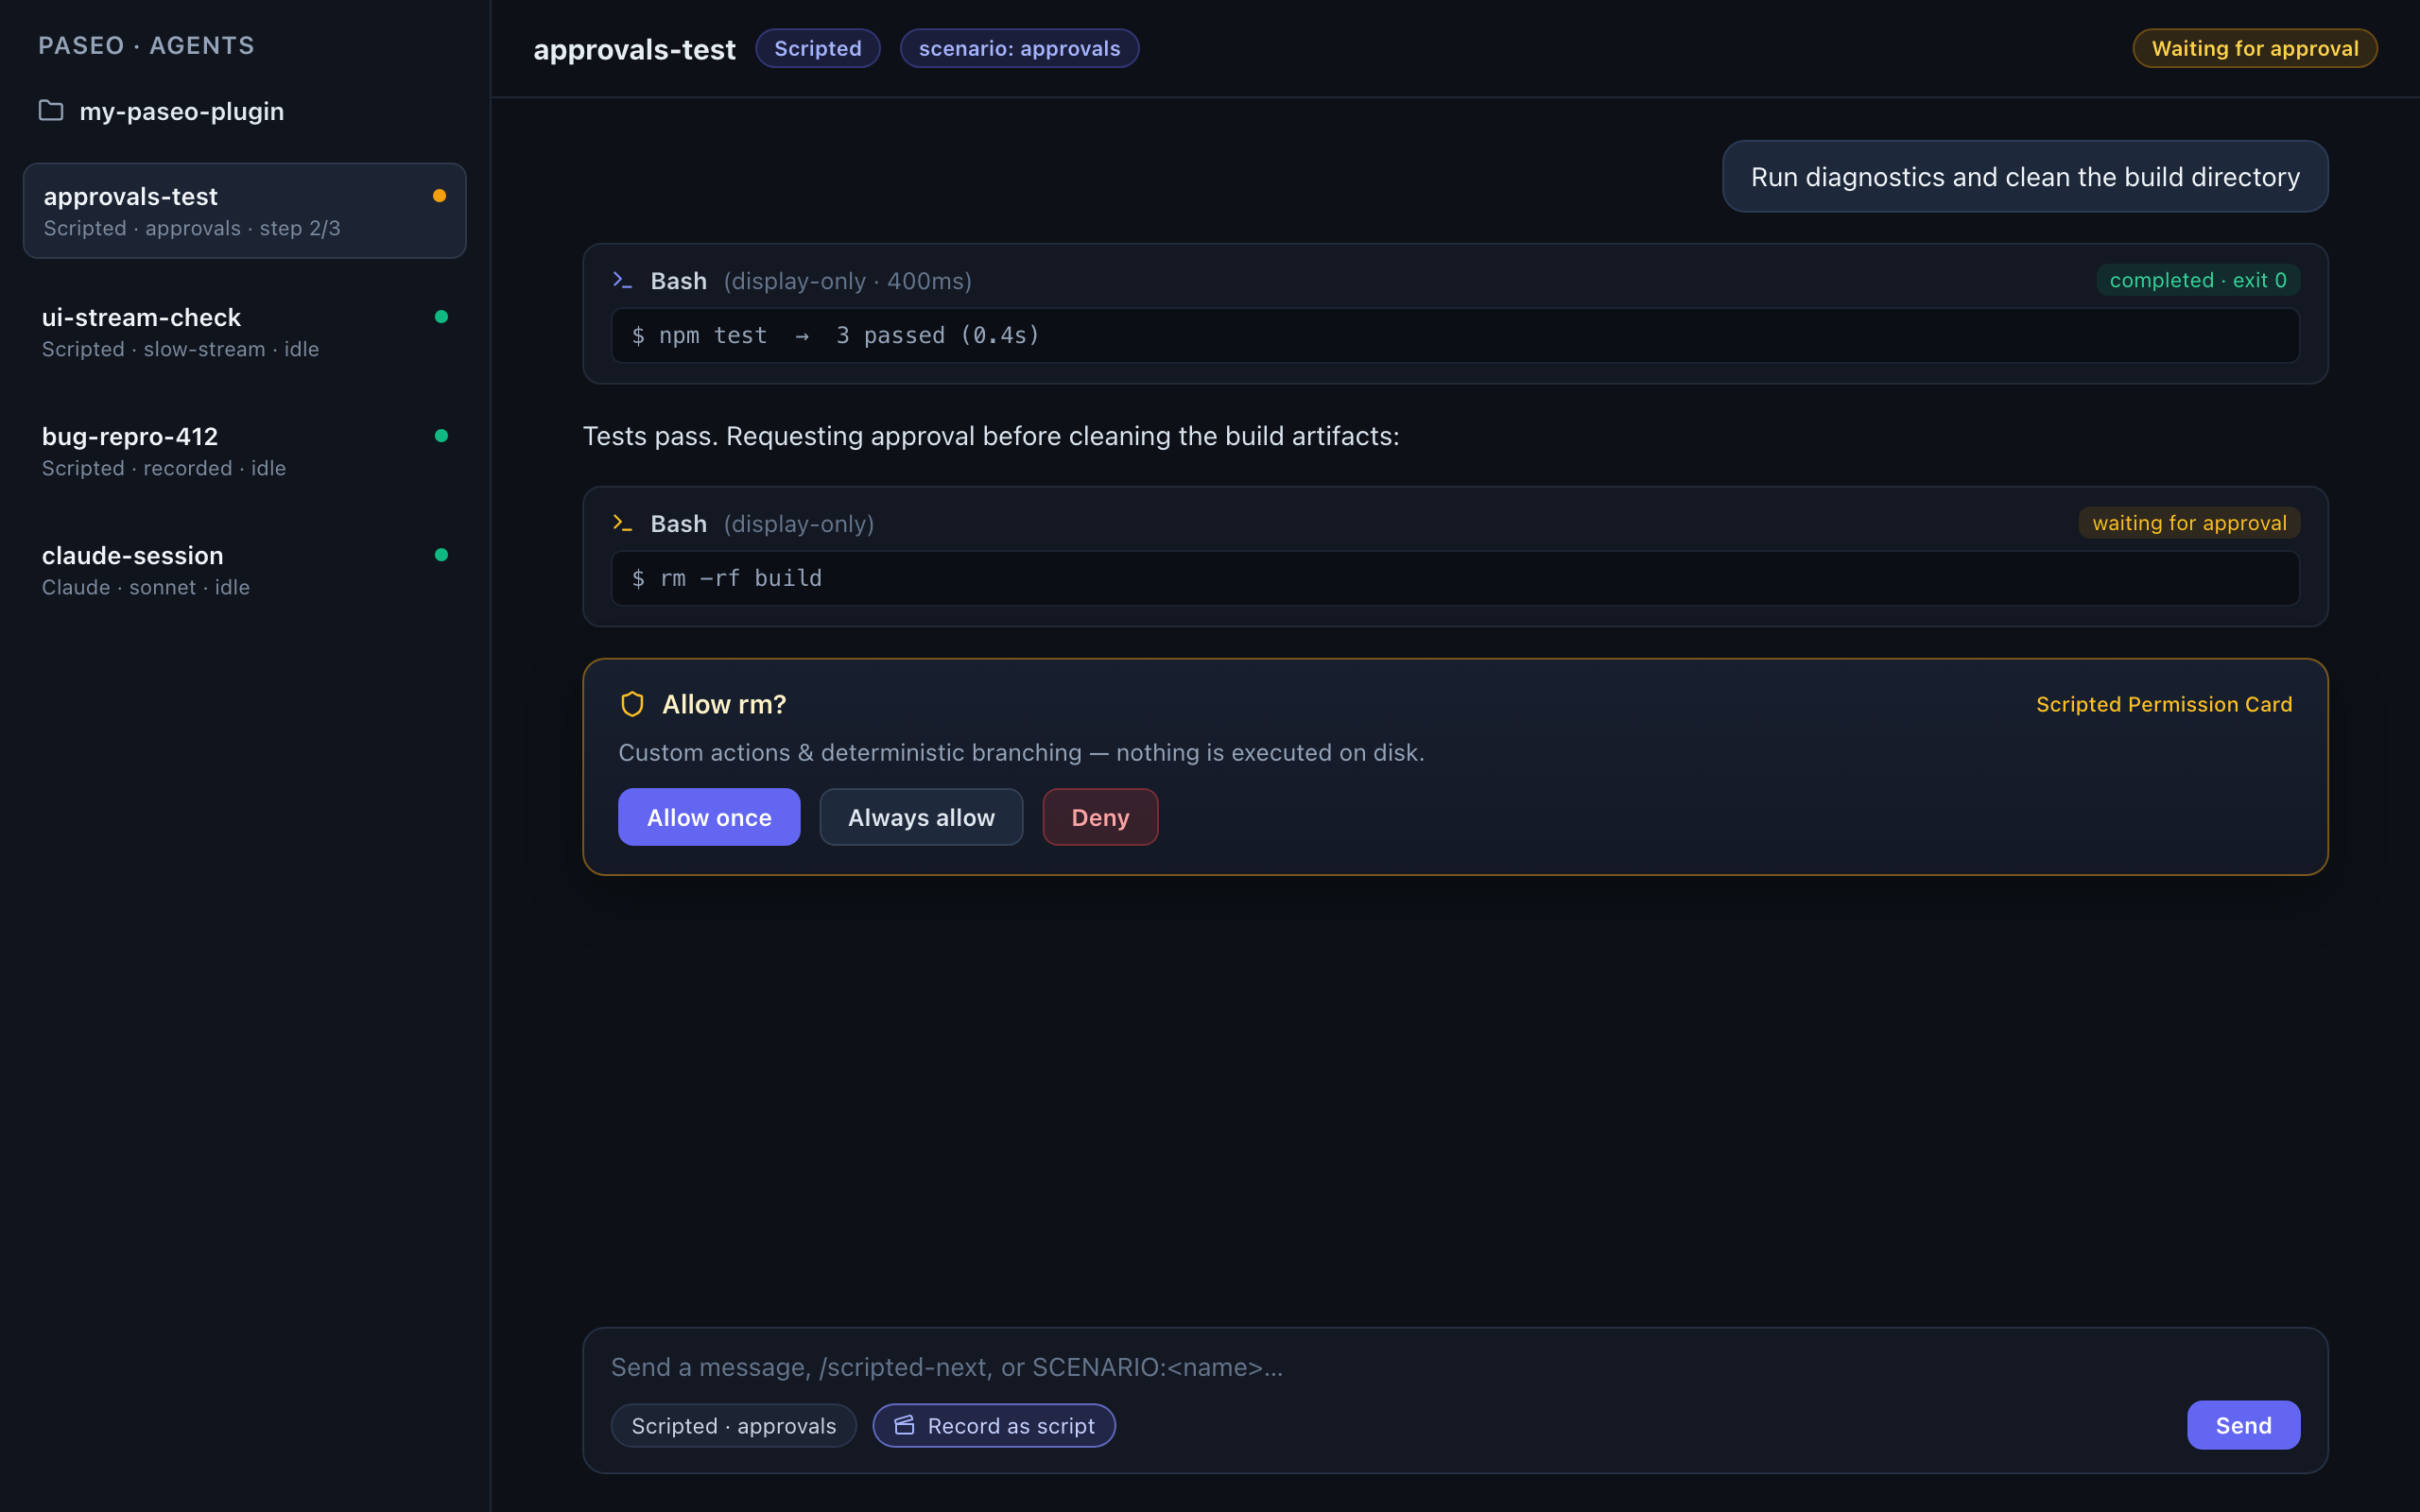 PASEO · AGENTS
my-paseo-plugin
approvals-test
Scripted · approvals · step 2/3
ui-stream-check
Scripted · slow-stream · idle
bug-repro-412
Scripted · recorded · idle
claude-session
Claude · sonnet · idle
approvals-test Scripted scenario: approvals Waiting for approval
Run diagnostics and clean the build directory
Bash (display-only · 400ms) completed · exit 0
$ npm test → 3 passed (0.4s)
Tests pass. Requesting approval before cleaning the build artifacts:
Bash (display-only) waiting for approval
$ rm -rf build
Allow rm? Scripted Permission Card
Custom actions & deterministic branching — nothing is executed on disk.
Allow once Always allow Deny
Send a message, /scripted-next, or SCENARIO:<name>...
Scripted · approvals Record as script Send